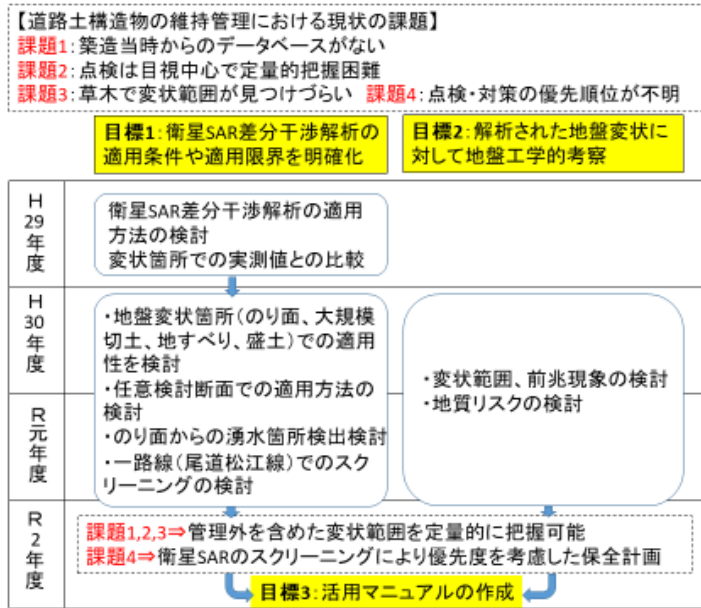 【道路土構造物の維持管理における現状の課題】
課題1：築造当時からのデータベースがない
課題2：点検は目視中心で定量的把握困難
課題3：草木で変状範囲が見つけづらい 課題4：点検・対策の優先順位が不明
目標1：衛星SAR差分干渉解析の
適用条件や適用限界を明確化
目標2：解析された地盤変状に
対して地盤工学的考察
H
29
年
度
衛星SAR差分干渉解析の適用
方法の検討
変状箇所での実測値との比較
H
30
年
度
・地盤変状箇所（のり面、大規模
切土、地すべり、盛土）での適用
性を検討
・任意検討断面での適用方法の
検討
・のり面からの湧水箇所検出検討
・一路線（尾道松江線）でのスク
リーニングの検討
・変状範囲、前兆現象の検討
・地質リスクの検討
R
元
年
度
R
2
年
度
課題1,2,3⇒管理外を含めた変状範囲を定量的に把握可能
課題4⇒衛星SARのスクリーニングにより優先度を考慮した保全計画
目標3：活用マニュアルの作成